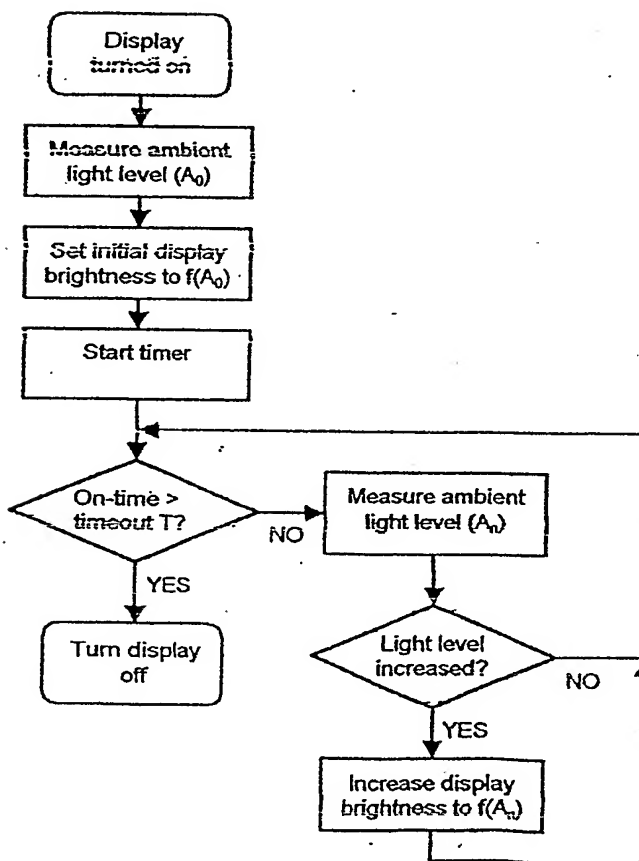 Display
turned on
Measure ambient
light level (A₀)
Set initial display
brightness to f(A₀)
Start timer
On-time >
timeout T?
NO
Measure ambient
light level (Aₙ)
YES
Turn display
off
Light level
increased?
NO
YES
Increase display
brightness to f(Aₙ)